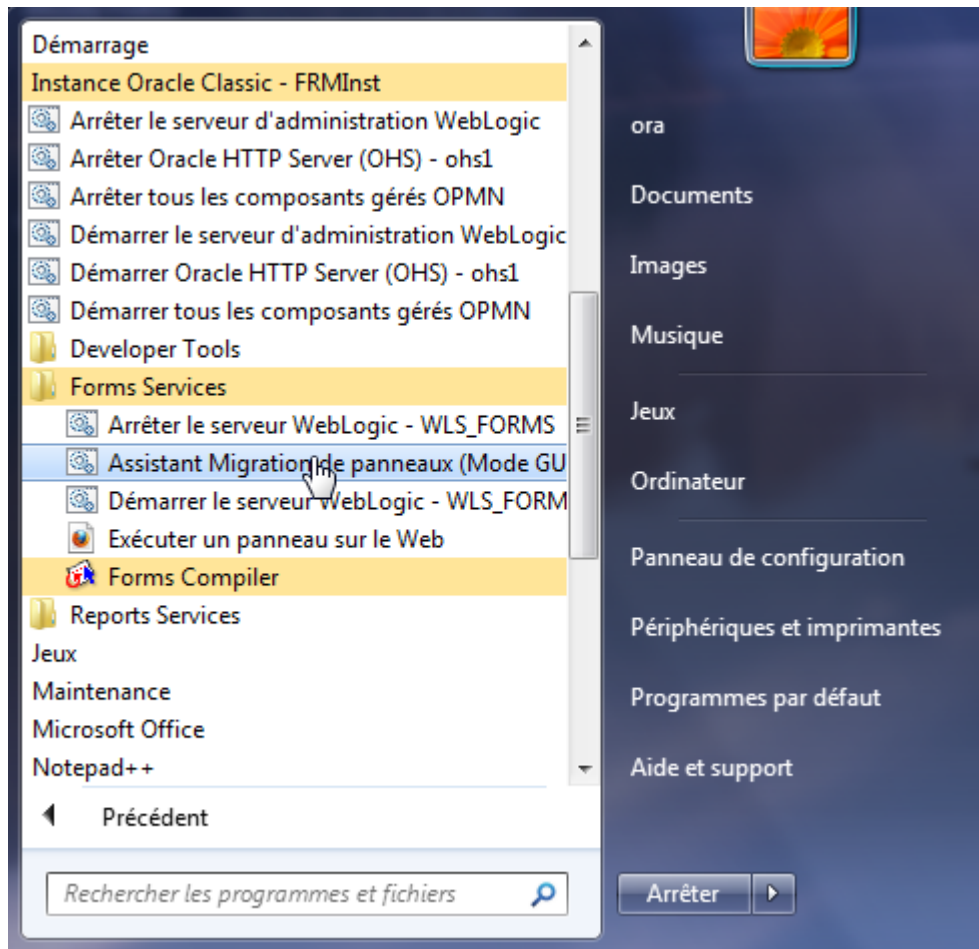 Démarrage
Instance Oracle Classic - FRMInst
Arrêter le serveur d'administration WebLogic
Arrêter Oracle HTTP Server (OHS) - ohs1
Arrêter tous les composants gérés OPMN
Démarrer le serveur d'administration WebLogic
Démarrer Oracle HTTP Server (OHS) - ohs1
Démarrer tous les composants gérés OPMN
Developer Tools
Forms Services
Arrêter le serveur WebLogic - WLS_FORMS
Assistant Migration de panneaux (Mode GU
Démarrer le serveur WebLogic - WLS_FORM
Exécuter un panneau sur le Web
Forms Compiler
Reports Services
Jeux
Maintenance
Microsoft Office
Notepad++
Précédent
Rechercher les programmes et fichiers
ora
Documents
Images
Musique
Jeux
Ordinateur
Panneau de configuration
Périphériques et imprimantes
Programmes par défaut
Aide et support
Arrêter